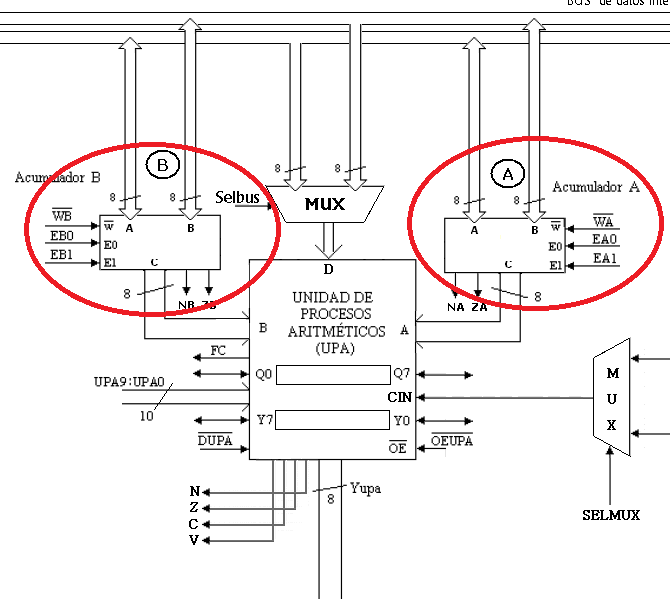 BUS de datos inte
B
A
Acumulador B
Acumulador A
8
8
8
8
8
8
Selbus
MUX
WB
EB0
EB1
W
E0
E1
A
B
C
A
B
C
W
E0
E1
WA
EA0
EA1
D
8
NB ZB
NA ZA
8
UNIDAD DE
PROCESOS
ARITMÉTICOS
(UPA)
B
A
FC
Q0
Q7
UPA9:UPA0
10
CIN
Y7
Y0
DUPA
OE
OEUPA
MUX
SELMUX
N
Z
C
V
8
Yupa